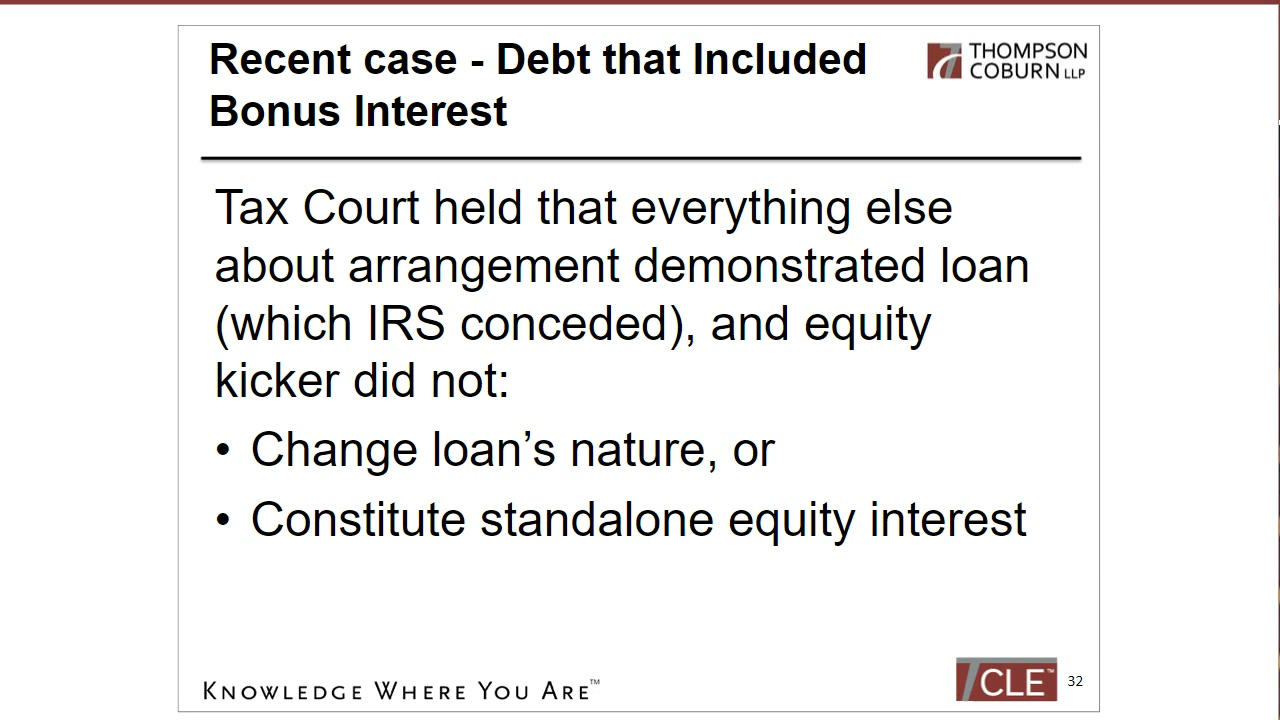 Recent case - Debt that Included
Bonus Interest
THOMPSON
COBURN LLP
Tax Court held that everything else
about arrangement demonstrated loan
(which IRS conceded), and equity
kicker did not:
• Change loan’s nature, or
• Constitute standalone equity interest
KNOWLEDGE WHERE YOU ARE™
CLE™
32